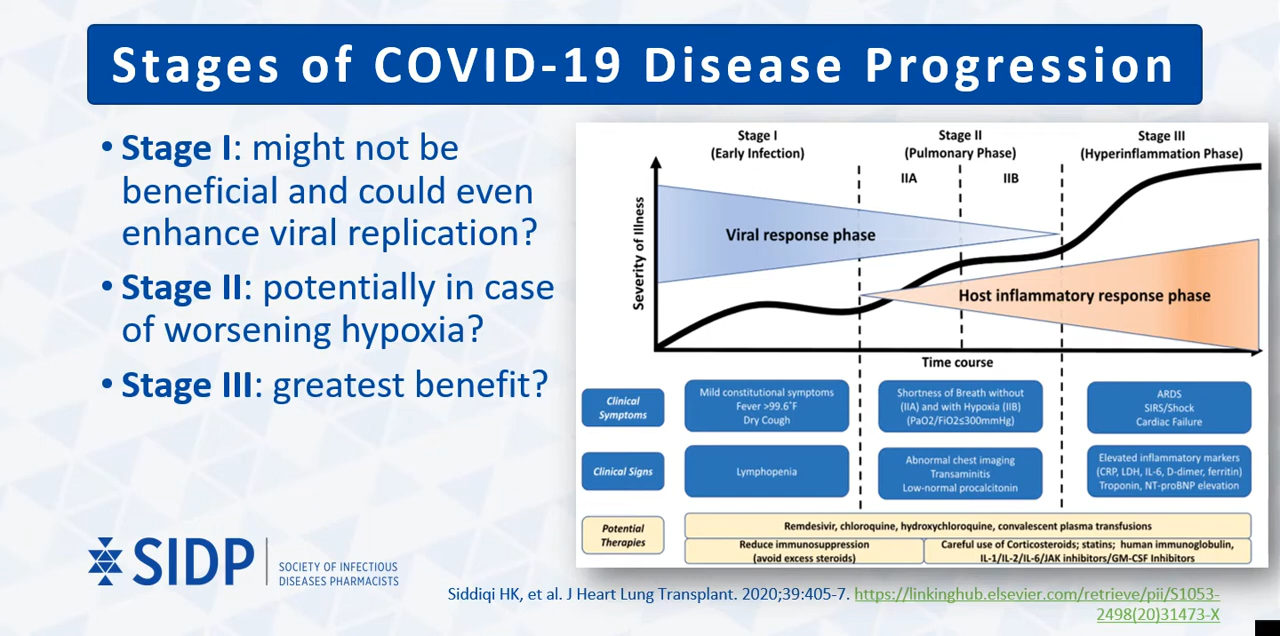 Stages of COVID-19 Disease Progression
• Stage I: might not be
beneficial and could even
enhance viral replication?
• Stage II: potentially in case
of worsening hypoxia?
• Stage III: greatest benefit?
Stage I
(Early Infection)
Stage II
(Pulmonary Phase)
IIA
IIB
Stage III
(Hyperinflammation Phase)
Severity of Illness
Viral response phase
Host inflammatory response phase
Time course
Clinical
Symptoms
Mild constitutional symptoms
Fever >99.6°F
Dry Cough
Shortness of Breath without
(IIA) and with Hypoxia (IIB)
(PaO2/FiO2≤300mmHg)
ARDS
SIRS/Shock
Cardiac Failure
Clinical Signs
Lymphopenia
Abnormal chest imaging
Transaminitis
Low-normal procalcitonin
Elevated inflammatory markers
(CRP, LDH, IL-6, D-dimer, ferritin)
Troponin, NT-proBNP elevation
Potential
Therapies
Remdesivir, chloroquine, hydroxychloroquine, convalescent plasma transfusions
Reduce immunosuppression
(avoid excess steroids)
Careful use of Corticosteroids; statins; human immunoglobulin,
IL-1/IL-2/IL-6/JAK inhibitors/GM-CSF Inhibitors
SIDP
SOCIETY OF INFECTIOUS
DISEASES PHARMACISTS
Siddiqi HK, et al. J Heart Lung Transplant. 2020;39:405-7. https://linkinghub.elsevier.com/retrieve/pii/S1053-
2498(20)31473-X